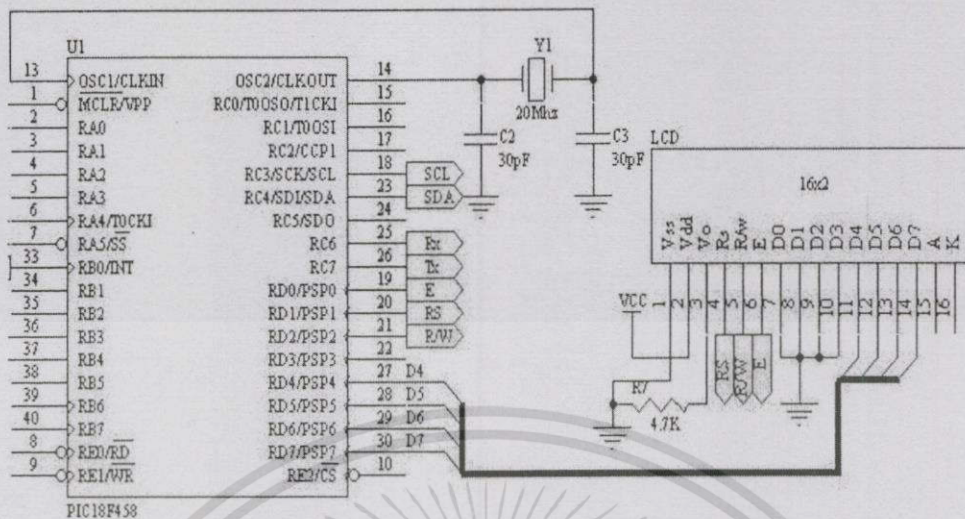 U1
13 OSC1/CLKIN OSC2/CLKOUT 14
1 MCLR/VPP RC0/T0OSO/T1CKI 15
2 RA0 RC1/T0OSI 16
3 RA1 RC2/CCP1 17
4 RA2 RC3/SCK/SCL 18 SCL
5 RA3 RC4/SDI/SDA 23 SDA
6 RA4/T0CKI RC5/SDO 24
7 RA5/SS RC6 25 Rx
33 RB0/INT RC7 26 Tx
34 RB1 RD0/PSP0 19 E
35 RB2 RD1/PSP1 20 RS
36 RB3 RD2/PSP2 21 R/W
37 RB4 RD3/PSP3 22
38 RB5 RD4/PSP4 27 D4
39 RB6 RD5/PSP5 28 D5
40 RB7 RD6/PSP6 29 D6
8 RE0/RD RD7/PSP7 30 D7
9 RE1/WR RE2/CS 10
PIC18F458
Y1
20Mhz
C2
30pF
C3
30pF
LCD
16x2
Vss Vdd Vo Rs R/w E D0 D1 D2 D3 D4 D5 D6 D7 A K
1 2 3 4 5 6 7 8 9 10 11 12 13 14 15 16
VCC
RS R/W E
R7
4.7K